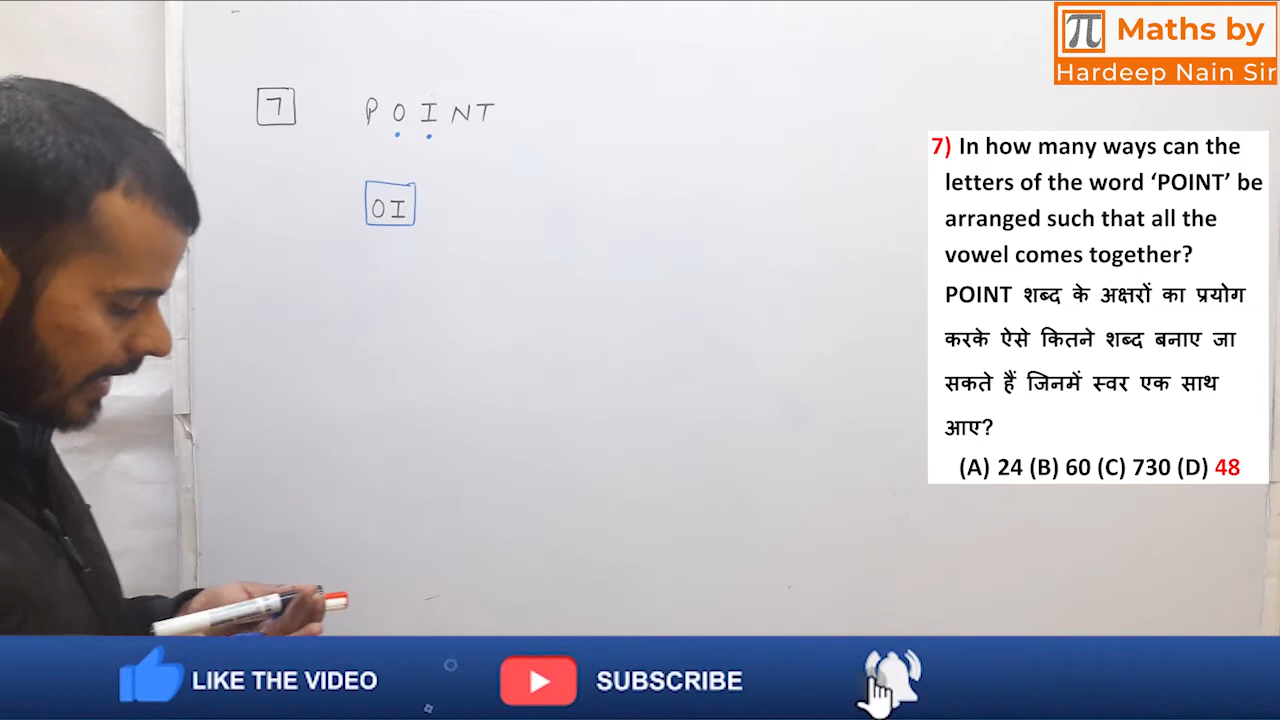 π Maths by
Hardeep Nain Sir
7 POINT
OI
7) In how many ways can the
letters of the word ‘POINT’ be
arranged such that all the
vowel comes together?
POINT शब्द के अक्षरों का प्रयोग
करके ऐसे कितने शब्द बनाए जा
सकते हैं जिनमें स्वर एक साथ
आए?
(A) 24 (B) 60 (C) 730 (D) 48
LIKE THE VIDEO
SUBSCRIBE